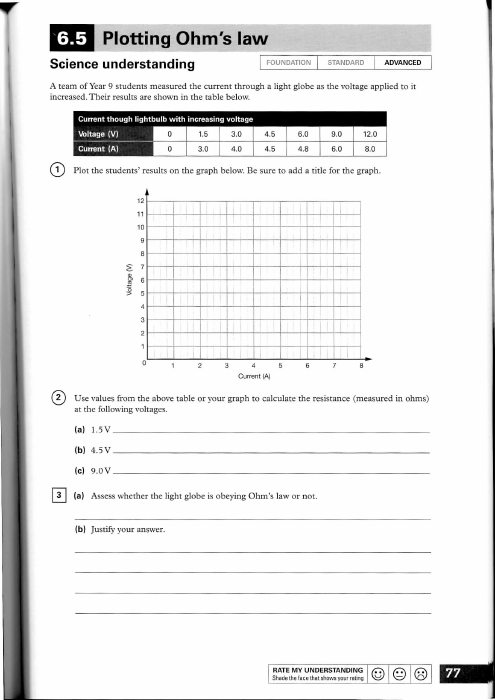 6.5 Plotting Ohm's law
Science understanding
FOUNDATION STANDARD ADVANCED
A team of Year 9 students measured the current through a light globe as the voltage applied to it
increased. Their results are shown in the table below.
Current though lightbulb with increasing voltage
Voltage (V) 0 1.5 3.0 4.5 6.0 9.0 12.0
Current (A) 0 3.0 4.0 4.5 4.8 6.0 8.0
1 Plot the students' results on the graph below. Be sure to add a title for the graph.
12
11
10
9
8
7
6
5
4
3
2
1
0
Voltage (V)
1 2 3 4 5 6 7 8
Current (A)
2 Use values from the above table or your graph to calculate the resistance (measured in ohms)
at the following voltages.
(a) 1.5 V
(b) 4.5 V
(c) 9.0 V
3 (a) Assess whether the light globe is obeying Ohm's law or not.
(b) Justify your answer.
RATE MY UNDERSTANDING
Shade the face that shows your rating
77